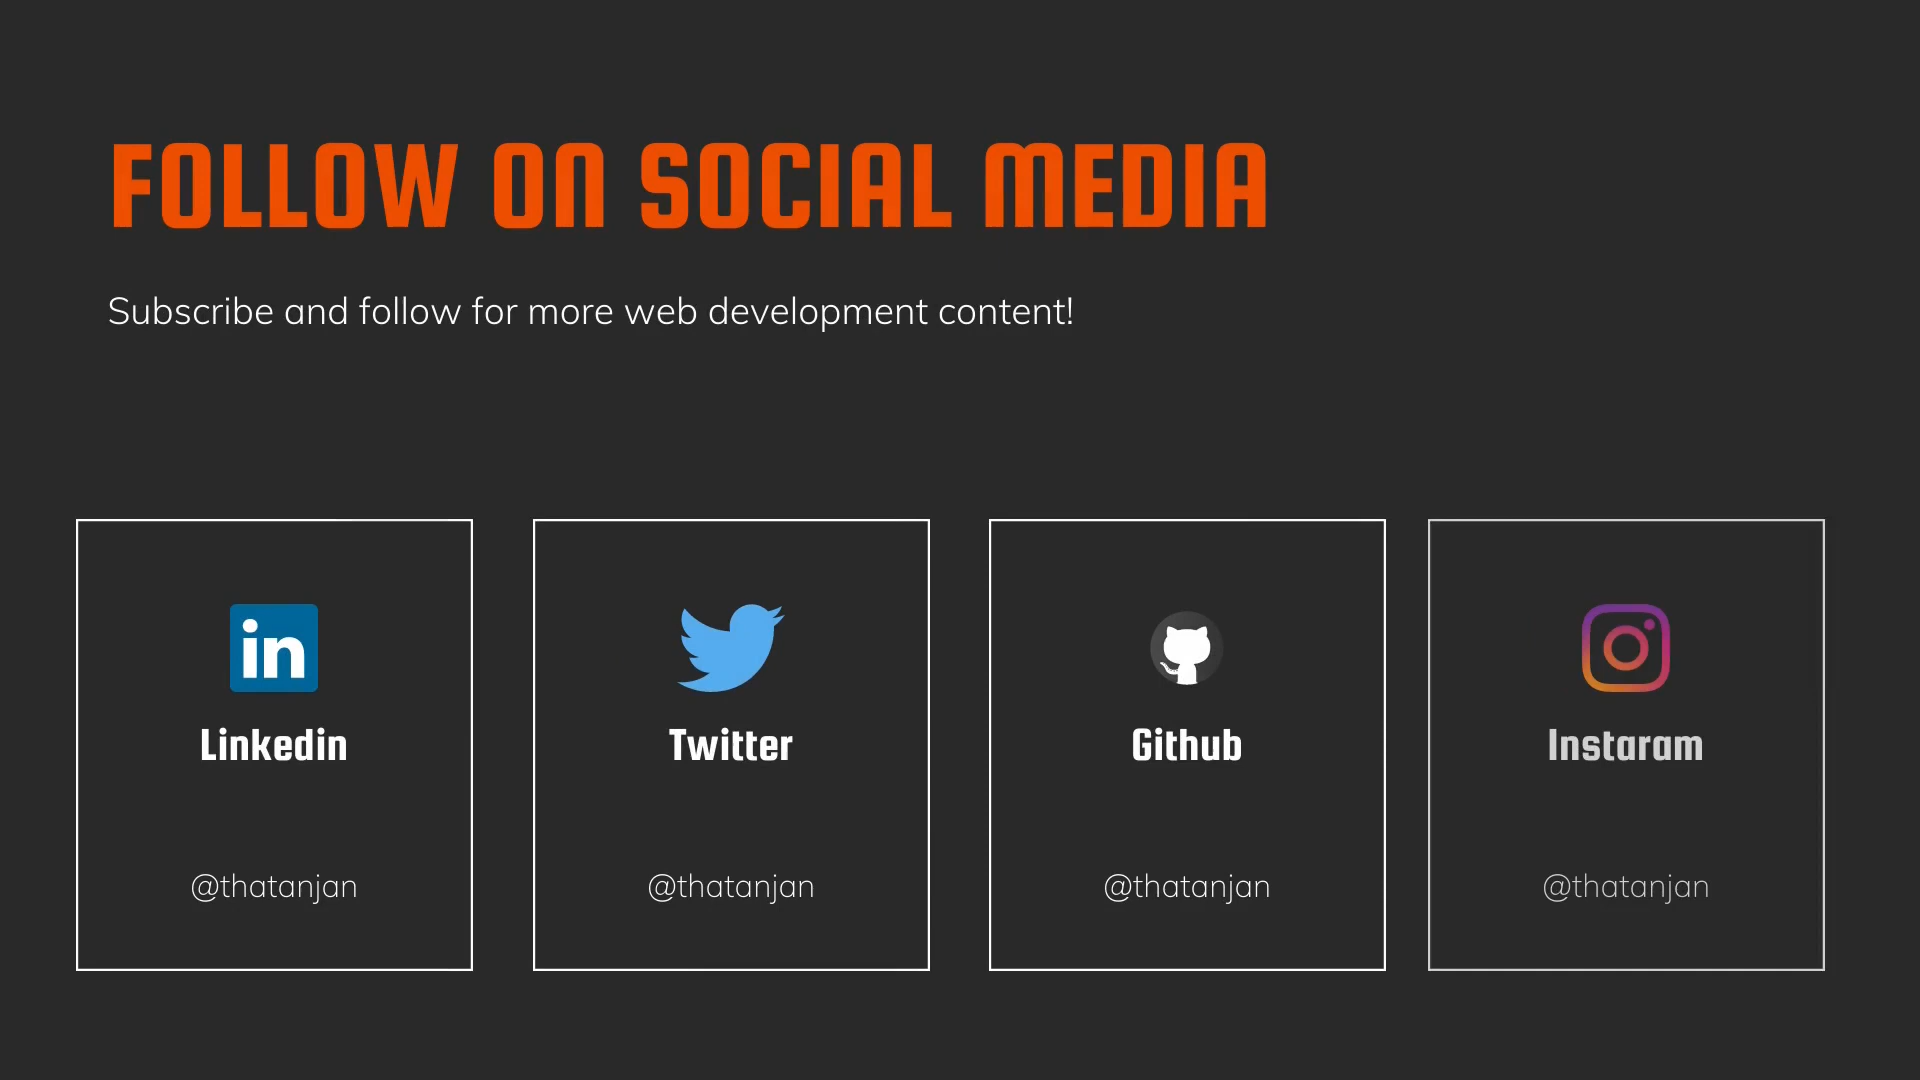 FOLLOW ON SOCIAL MEDIA
Subscribe and follow for more web development content!
in
Linkedin
Twitter
Github
Instaram
@thatanjan
@thatanjan
@thatanjan
@thatanjan